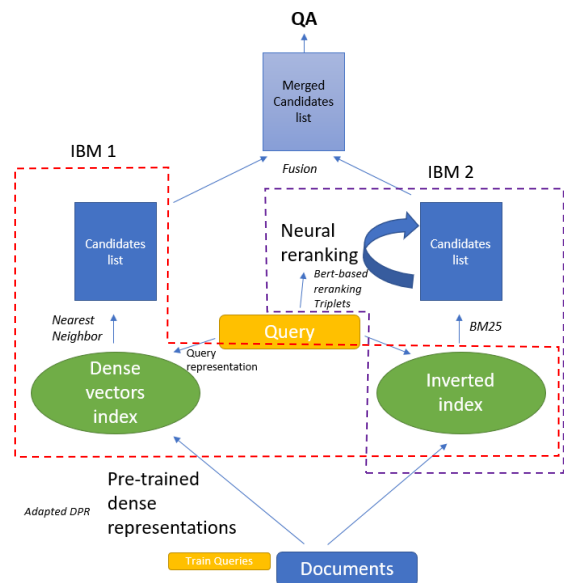 QA
Merged
Candidates
list
IBM 1
Fusion
IBM 2
Candidates
list
Neural
reranking
Bert-based
reranking
Triplets
Candidates
list
Nearest
Neighbor
Query
BM25
Query
representation
Dense
vectors
index
Inverted
index
Pre-trained
dense
representations
Adapted DPR
Train Queries
Documents